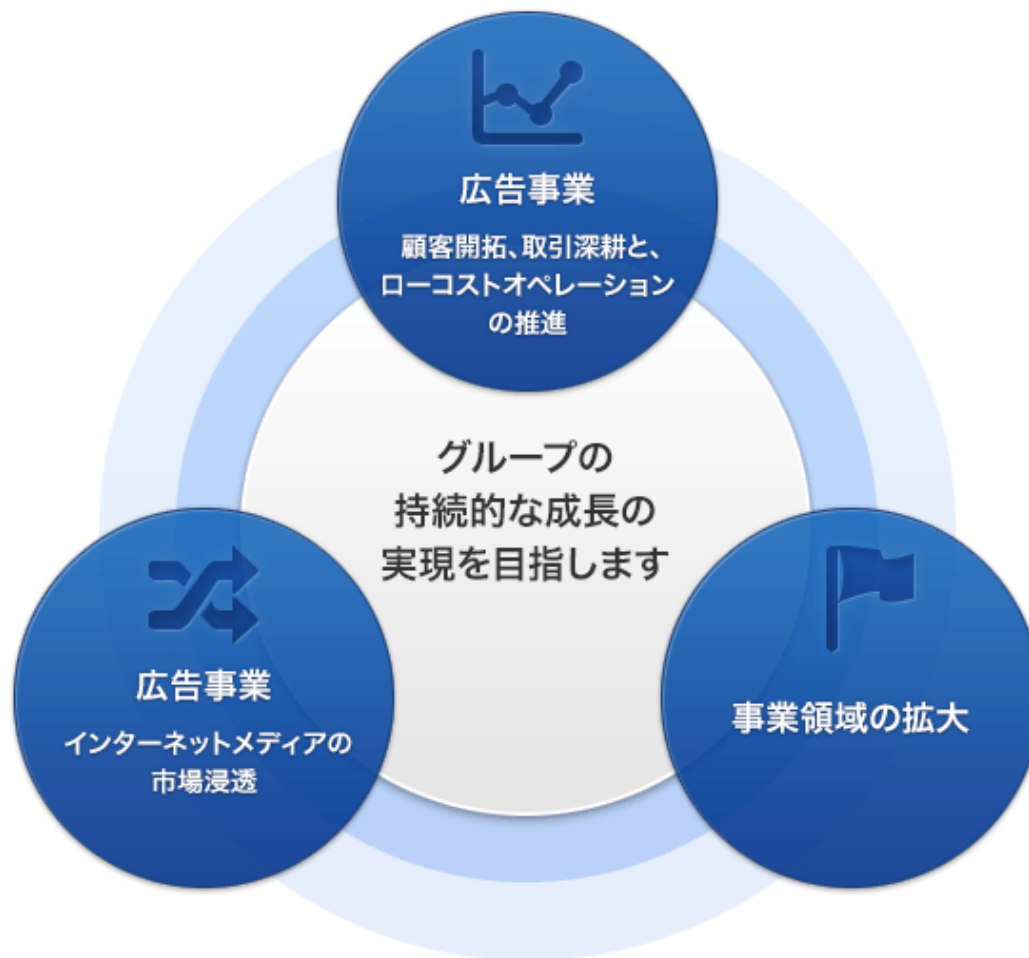 広告事業
顧客開拓、取引深耕と、
ローコストオペレーション
の推進
グループの
持続的な成長の
実現を目指します
広告事業
インターネットメディアの
市場浸透
事業領域の拡大